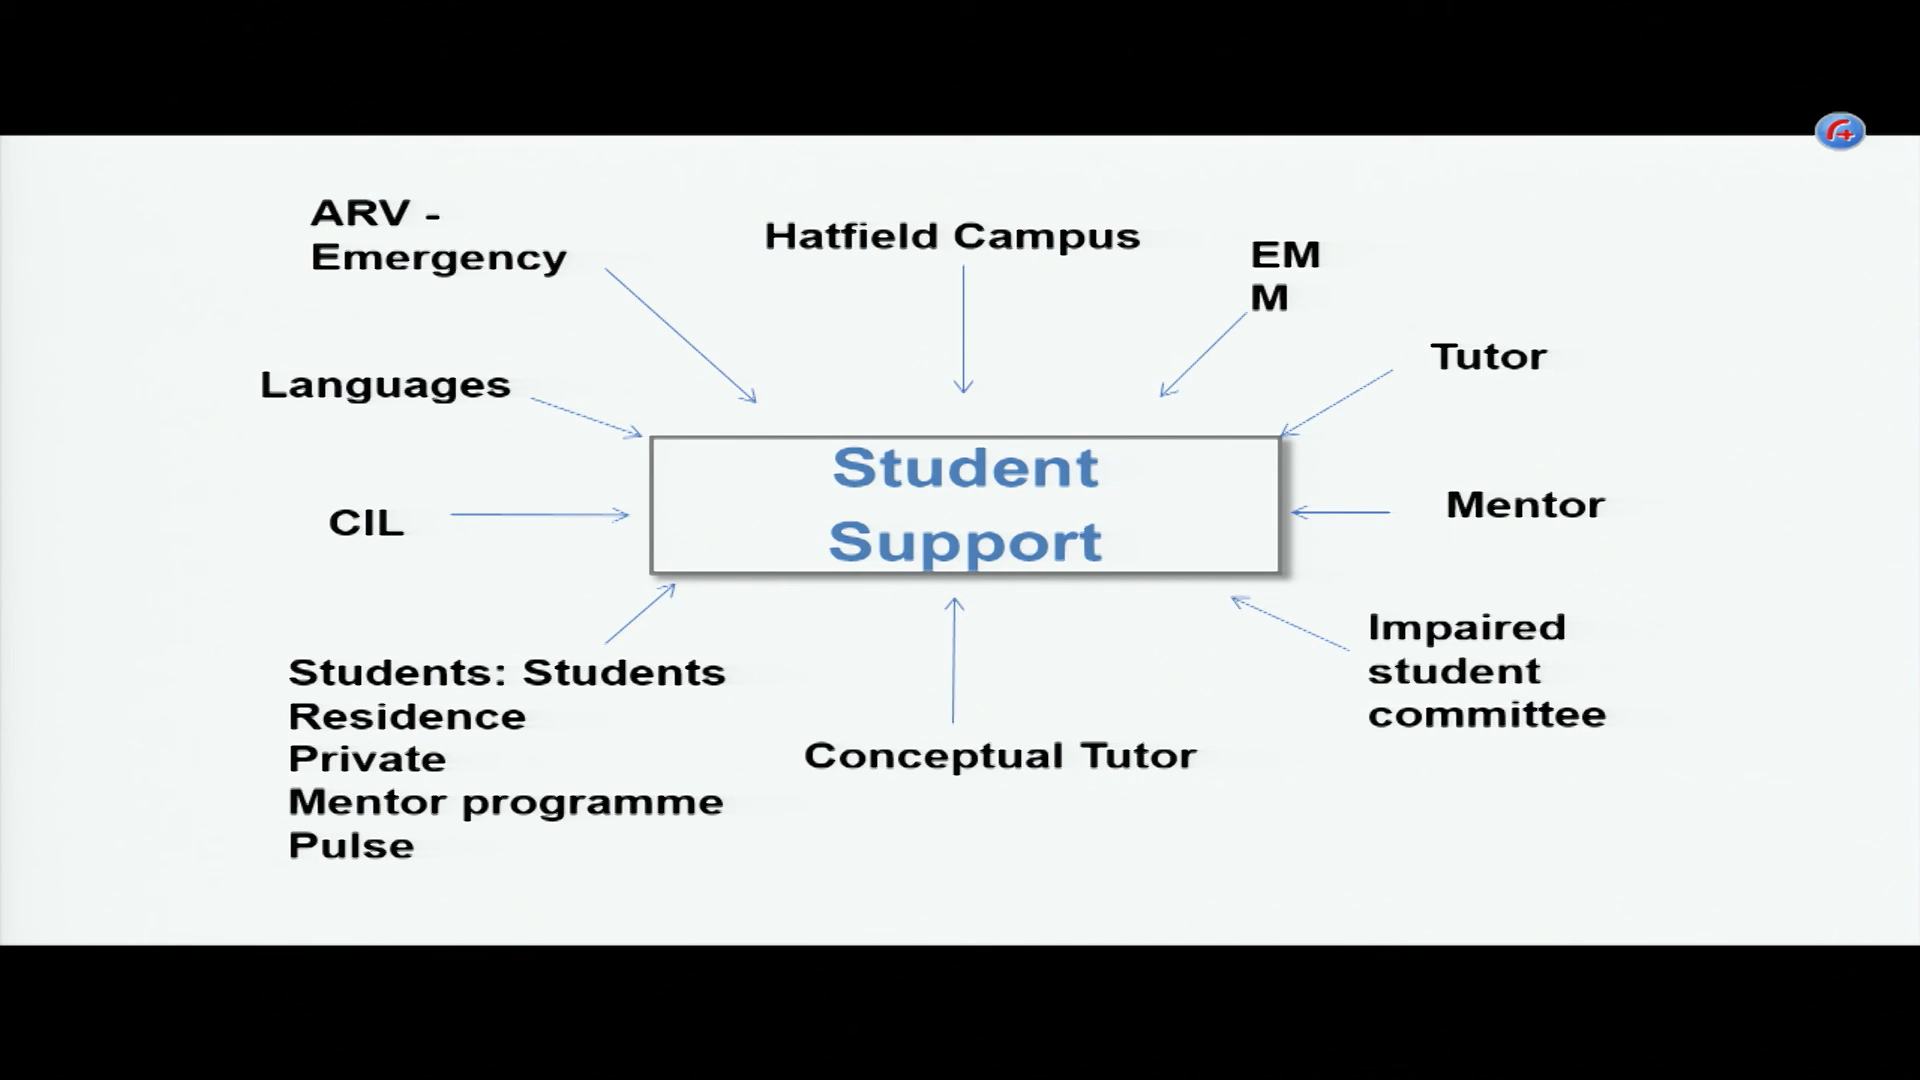 ARV -
Emergency
Hatfield Campus
EM
M
Tutor
Languages
Student
Support
CIL
Mentor
Students: Students
Residence
Private
Mentor programme
Pulse
Conceptual Tutor
Impaired
student
committee